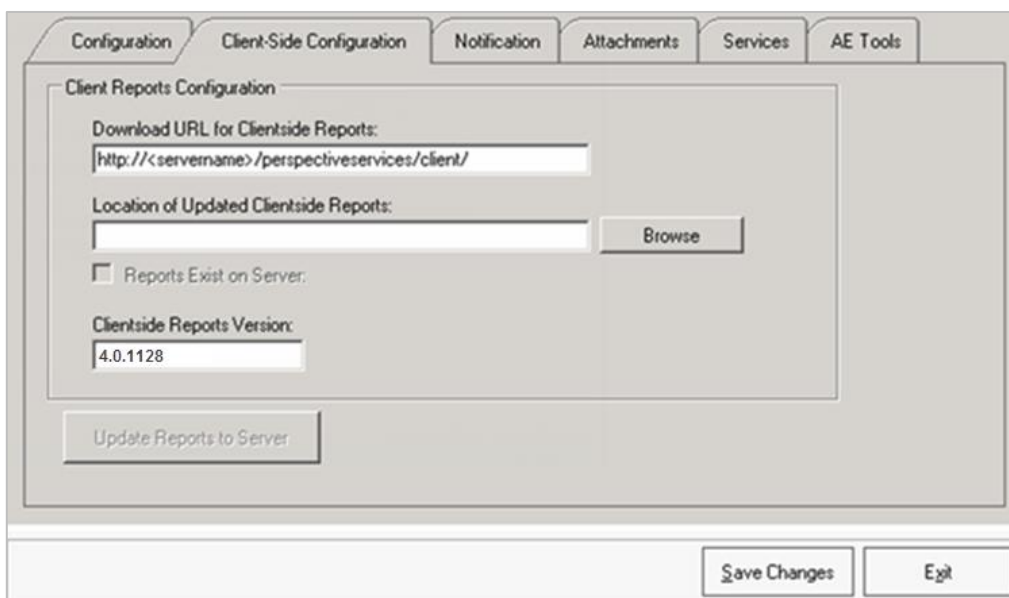 Configuration Client-Side Configuration Notification Attachments Services AE Tools
Client Reports Configuration
Download URL for Clientside Reports:
http://<servername>/perspectiveservices/client/
Location of Updated Clientside Reports:
Browse
Reports Exist on Server:
Clientside Reports Version:
4.0.1128
Update Reports to Server
Save Changes Exit